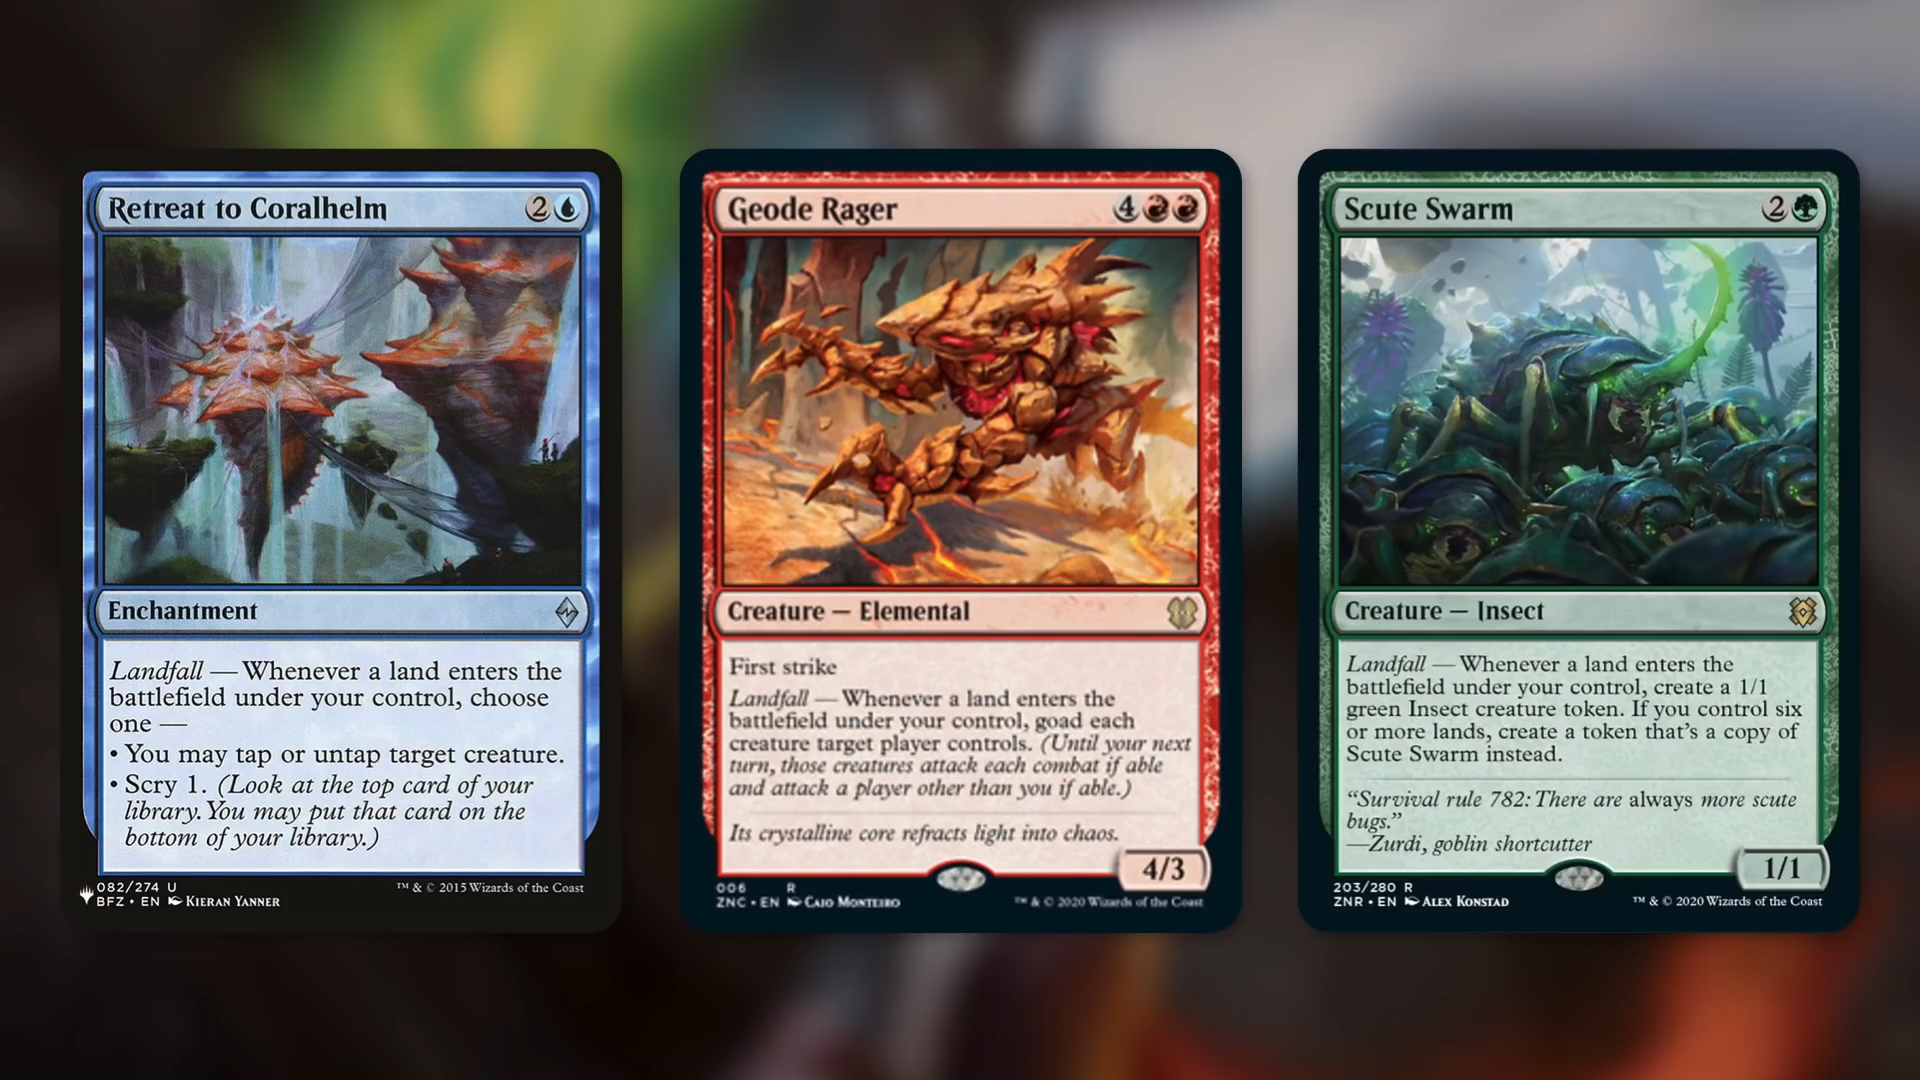 Retreat to Coralhelm 2
Enchantment
Landfall — Whenever a land enters the
battlefield under your control, choose
one —
• You may tap or untap target creature.
• Scry 1. (Look at the top card of your
library. You may put that card on the
bottom of your library.)
082/274 U
BFZ • EN Kieran Yanner
™ & © 2015 Wizards of the Coast
Geode Rager 4
Creature — Elemental
First strike
Landfall — Whenever a land enters the
battlefield under your control, goad each
creature target player controls. (Until your next
turn, those creatures attack each combat if able
and attack a player other than you if able.)
Its crystalline core refracts light into chaos.
4/3
006 R
ZNC • EN Caio Monteiro
™ & © 2020 Wizards of the Coast
Scute Swarm 2
Creature — Insect
Landfall — Whenever a land enters the
battlefield under your control, create a 1/1
green Insect creature token. If you control six
or more lands, create a token that's a copy of
Scute Swarm instead.
"Survival rule 782: There are always more scute
bugs."
—Zurdi, goblin shortcutter
1/1
203/280 R
ZNR • EN Alex Konstad
™ & © 2020 Wizards of the Coast